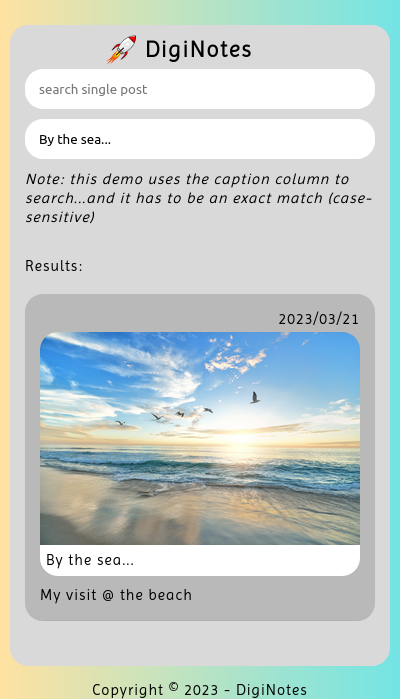 🚀 DigiNotes
search single post
By the sea...
Note: this demo uses the caption column to
search...and it has to be an exact match (case-
sensitive)
Results:
2023/03/21
By the sea...
My visit @ the beach
Copyright © 2023 - DigiNotes